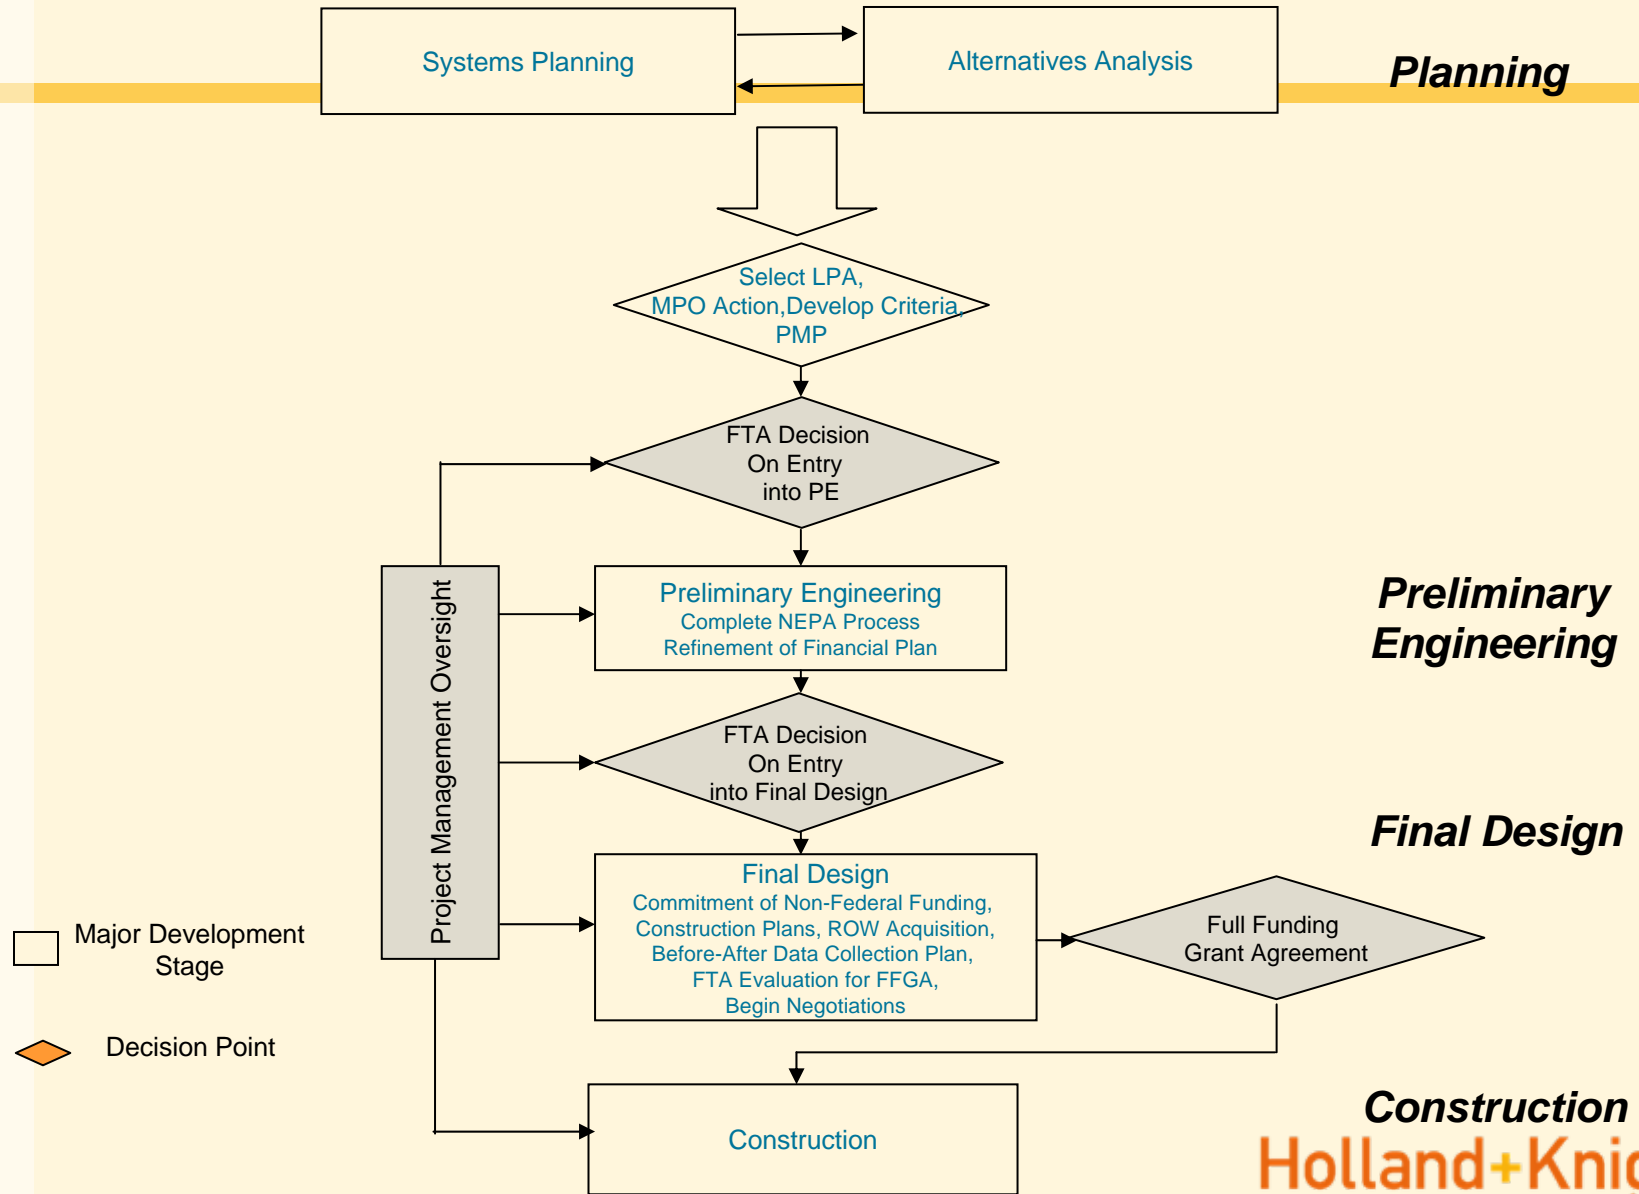 Systems Planning
Alternatives Analysis
Planning
Select LPA,
MPO Action,Develop Criteria,
PMP
FTA Decision
On Entry
into PE
Project Management Oversight
Preliminary Engineering
Complete NEPA Process
Refinement of Financial Plan
Preliminary
Engineering
FTA Decision
On Entry
into Final Design
Final Design
Final Design
Commitment of Non-Federal Funding,
Construction Plans, ROW Acquisition,
Before-After Data Collection Plan,
FTA Evaluation for FFGA,
Begin Negotiations
Full Funding
Grant Agreement
Major Development
Stage
Decision Point
Construction
Construction
Holland+Knig